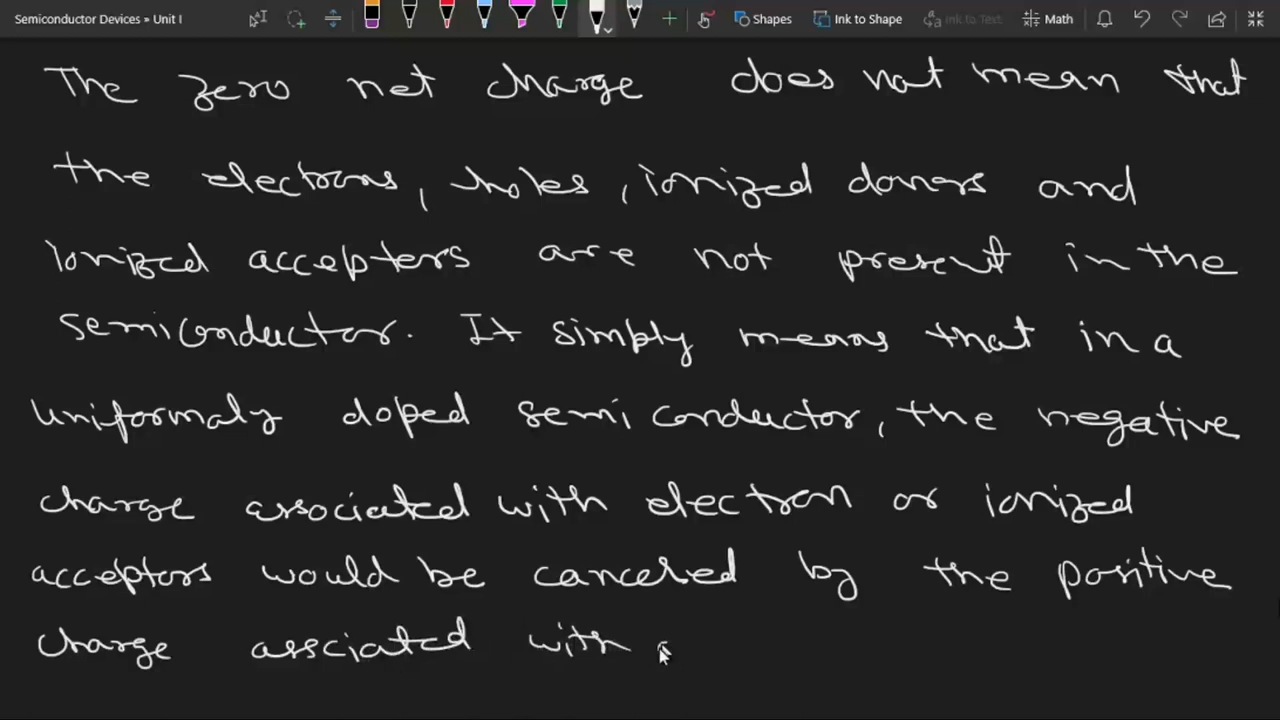 Semiconductor Devices » Unit I
Shapes
Ink to Shape
Ink to Text
Math
The zero net charge does not mean that
the electrons, holes, ionized donors and
Ionized accepters are not present in the
semiconductor. It simply means that in a
uniformaly doped semi conductor, the negative
charge associated with electron or ionized
acceptors would be canceled by the positive
charge assciated with